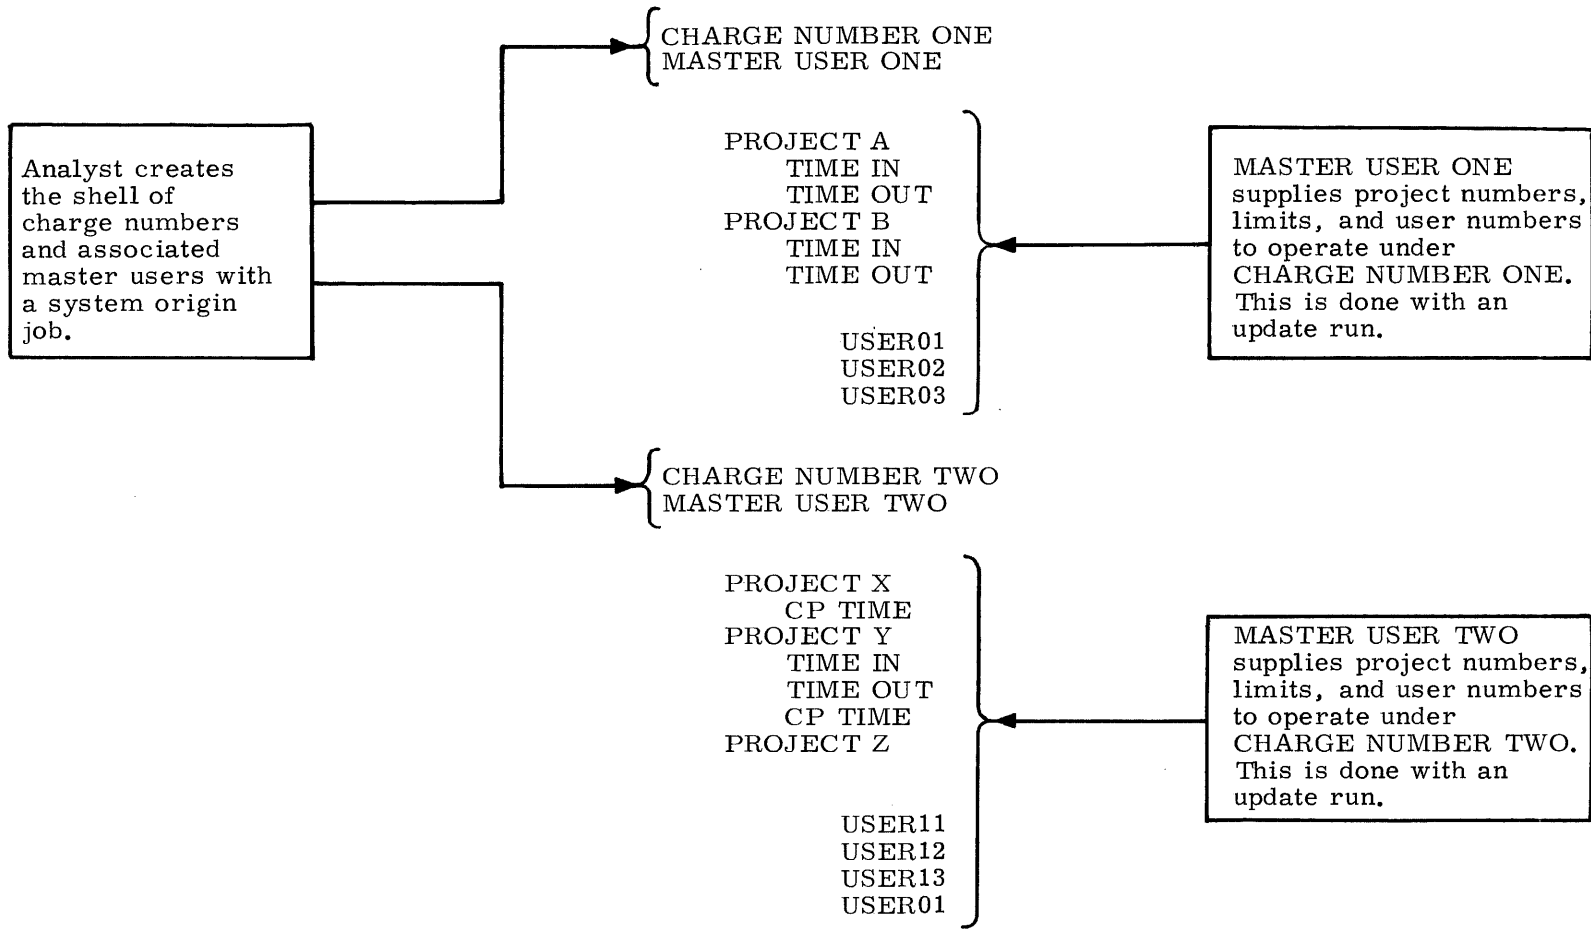 CHARGE NUMBER ONE
MASTER USER ONE
Analyst creates
the shell of
charge numbers
and associated
master users with
a system origin
job.
PROJECT A
TIME IN
TIME OUT
PROJECT B
TIME IN
TIME OUT
USER01
USER02
USER03
MASTER USER ONE
supplies project numbers,
limits, and user numbers
to operate under
CHARGE NUMBER ONE.
This is done with an
update run.
CHARGE NUMBER TWO
MASTER USER TWO
PROJECT X
CP TIME
PROJECT Y
TIME IN
TIME OUT
CP TIME
PROJECT Z
USER11
USER12
USER13
USER01
MASTER USER TWO
supplies project numbers,
limits, and user numbers
to operate under
CHARGE NUMBER TWO.
This is done with an
update run.